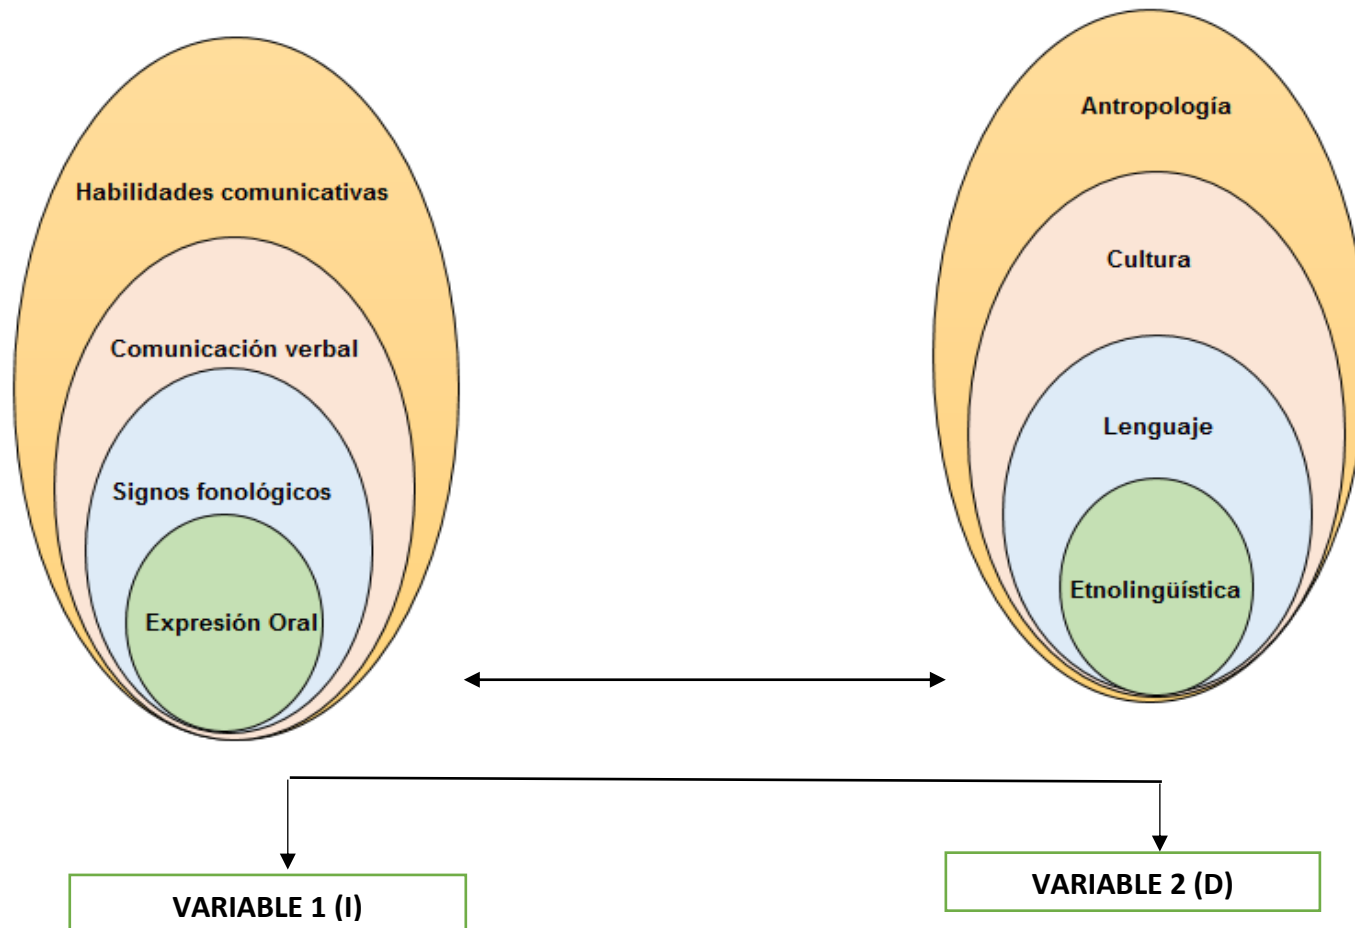 Habilidades comunicativas
Comunicación verbal
Signos fonológicos
Expresión Oral
Antropología
Cultura
Lenguaje
Etnolingüística
VARIABLE 1 (I)
VARIABLE 2 (D)